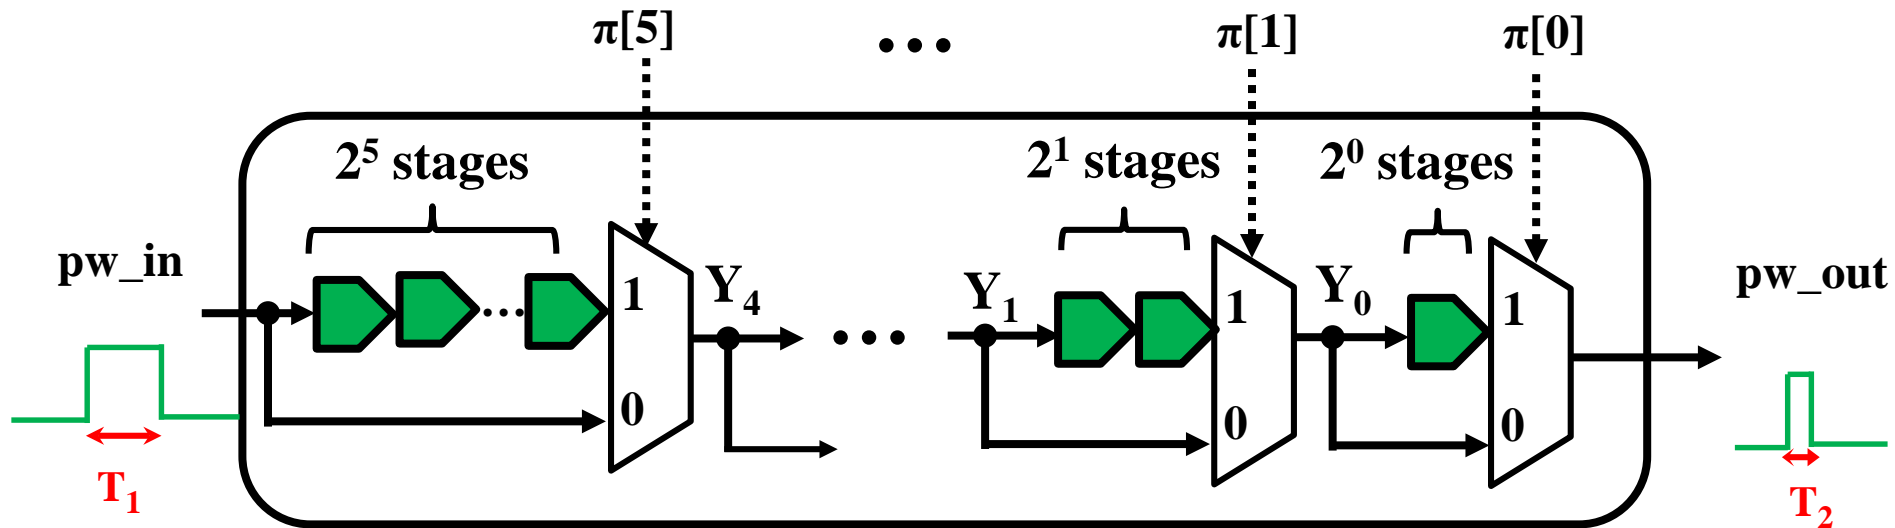 π[5] ••• π[1] π[0]
2⁵ stages 2¹ stages 2⁰ stages
pw_in 1 Y₄ ••• Y₁ 1 Y₀ 1 pw_out
0 0 0
T₁ T₂